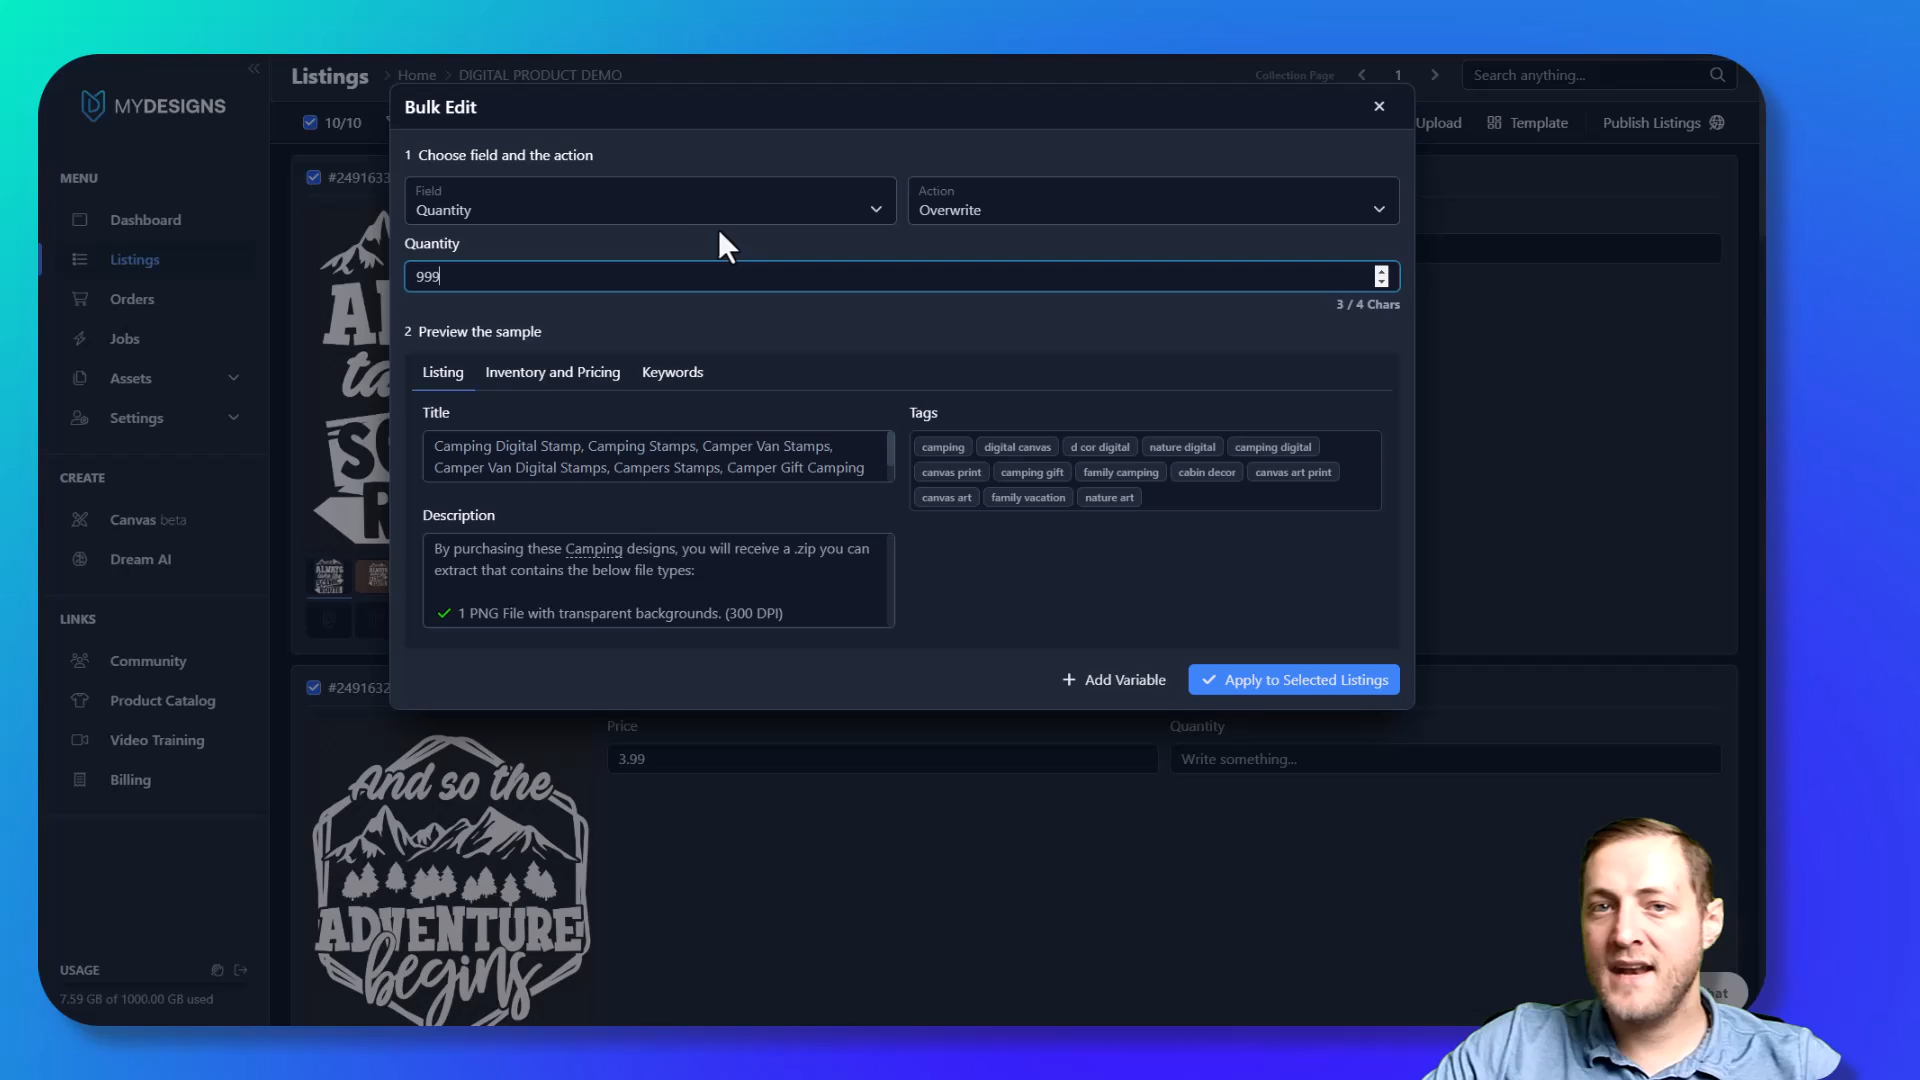 MYDESIGNS
MENU
Dashboard
Listings
Orders
Jobs
Assets
Settings
CREATE
Canvas beta
Dream AI
LINKS
Community
Product Catalog
Video Training
Billing
USAGE
7.59 GB of 1000.00 GB used
Listings > Home > DIGITAL PRODUCT DEMO
Collection Page < 1 >
Search anything...
10/10
Upload
Template
Publish Listings
#2491633
Bulk Edit
1 Choose field and the action
Field
Quantity
Action
Overwrite
Quantity
999
3 / 4 Chars
2 Preview the sample
Listing Inventory and Pricing Keywords
Title
Camping Digital Stamp, Camping Stamps, Camper Van Stamps,
Camper Van Digital Stamps, Campers Stamps, Camper Gift Camping
Tags
camping digital canvas d cor digital nature digital camping digital
canvas print camping gift family camping cabin decor canvas art print
canvas art family vacation nature art
Description
By purchasing these Camping designs, you will receive a .zip you can
extract that contains the below file types:
✓ 1 PNG File with transparent backgrounds. (300 DPI)
+ Add Variable
Apply to Selected Listings
#2491632
Price
3.99
Quantity
Write something...
And so the
ADVENTURE
begins